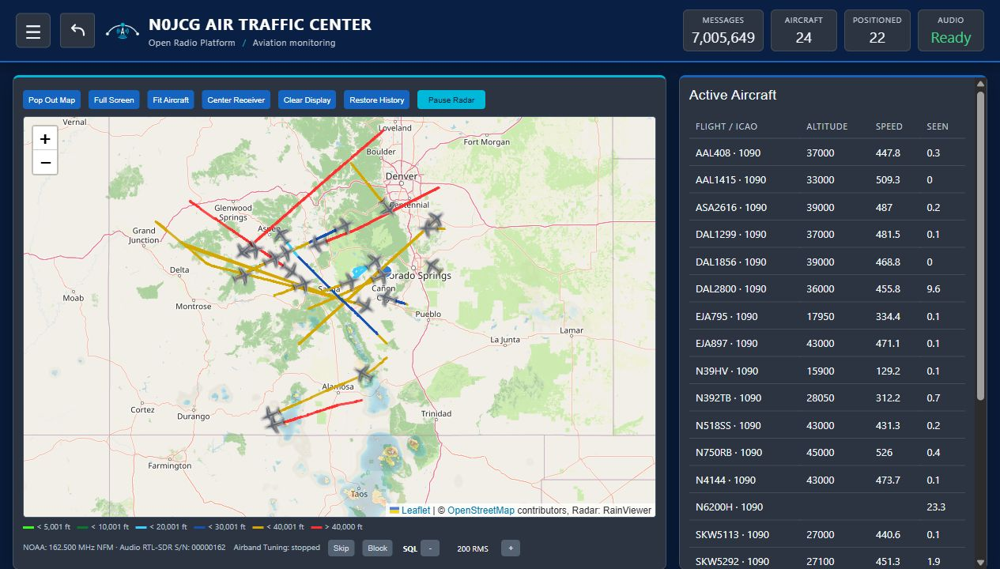 N0JCG AIR TRAFFIC CENTER
Open Radio Platform / Aviation monitoring
MESSAGES
7,005,649
AIRCRAFT
24
POSITIONED
22
AUDIO
Ready
Pop Out Map
Full Screen
Fit Aircraft
Center Receiver
Clear Display
Restore History
Pause Radar
+
−
Vernal
Loveland
Fort Morgan
Boulder
Denver
Centennial
Glenwood
Springs
Aspen
Grand
Junction
Delta
orado Springs
Salida
Cañon
Moab
Montrose
Pueblo
Lamar
La Junta
Alamosa
Cortez
Durango
Trinidad
Farmington
Taos
Leaflet | © OpenStreetMap contributors, Radar: RainViewer
< 5,001 ft < 10,001 ft < 20,001 ft < 30,001 ft < 40,001 ft > 40,000 ft
NOAA: 162.500 MHz NFM · Audio RTL-SDR S/N: 00000162 Airband Tuning: stopped Skip Block SQL - 200 RMS +
Active Aircraft
FLIGHT / ICAO ALTITUDE SPEED SEEN
AAL408 · 1090 37000 447.8 0.3
AAL1415 · 1090 33000 509.3 0
ASA2616 · 1090 39000 487 0.2
DAL1299 · 1090 37000 481.5 0.1
DAL1856 · 1090 39000 468.8 0
DAL2800 · 1090 36000 455.8 9.6
EJA795 · 1090 17950 334.4 0.1
EJA897 · 1090 43000 471.1 0.1
N39HV · 1090 15900 129.2 0.1
N392TB · 1090 28050 312.2 0.7
N518SS · 1090 43000 431.3 0.2
N750RB · 1090 45000 526 0.4
N4144 · 1090 43000 473.7 0.1
N6200H · 1090 23.3
SKW5113 · 1090 27000 440.6 0.1
SKW5292 · 1090 27100 451.3 1.9